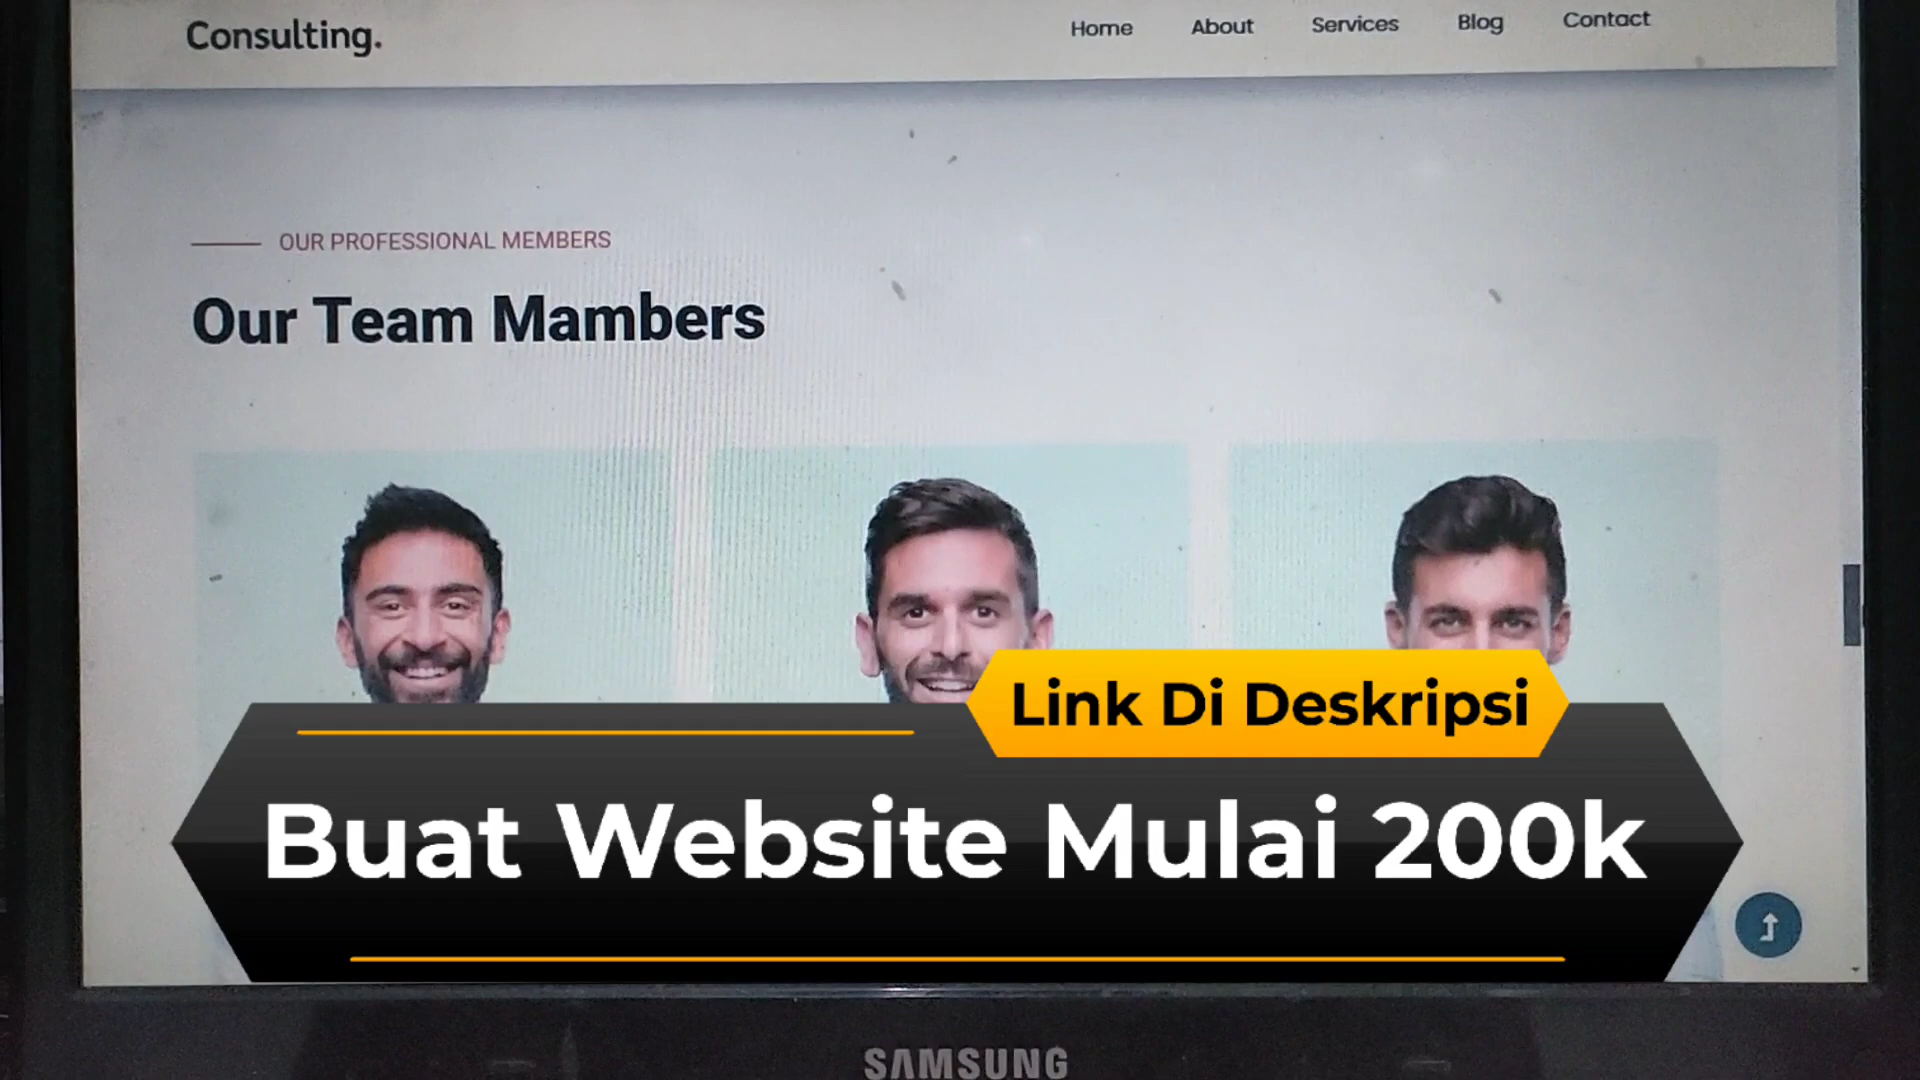 Consulting.
Home About Services Blog Contact
OUR PROFESSIONAL MEMBERS
Our Team Mambers
Link Di Deskripsi
Buat Website Mulai 200k
SAMSUNG